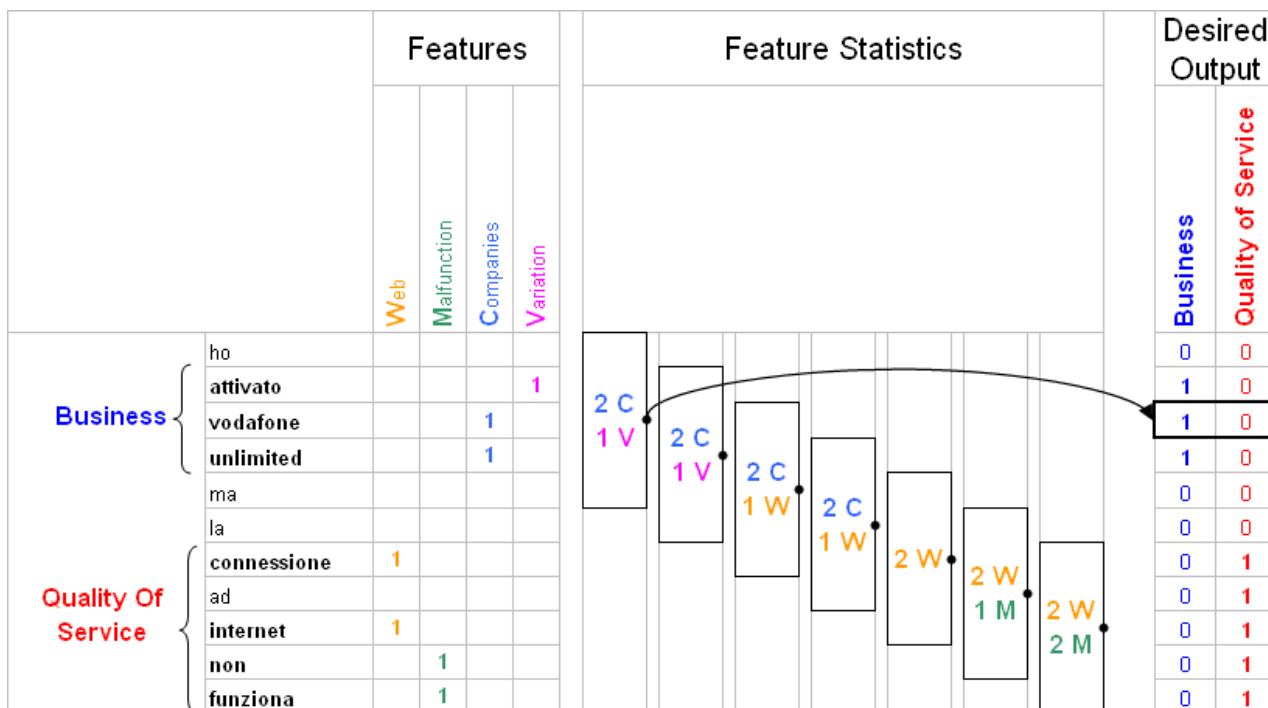 Features
Feature Statistics
Desired
Output
Web
Malfunction
Companies
Variation
Business
Quality of Service
ho 0 0
attivato 1 1 0
Business
vodafone 1 1 0
unlimited 1 1 0
ma 0 0
la 0 0
connessione 1 0 1
Quality Of
Service
ad 0 1
internet 1 0 1
non 1 0 1
funziona 1 0 1
2 C
1 V
2 C
1 V
2 C
1 W
2 C
1 W
2 W
2 W
1 M
2 W
2 M